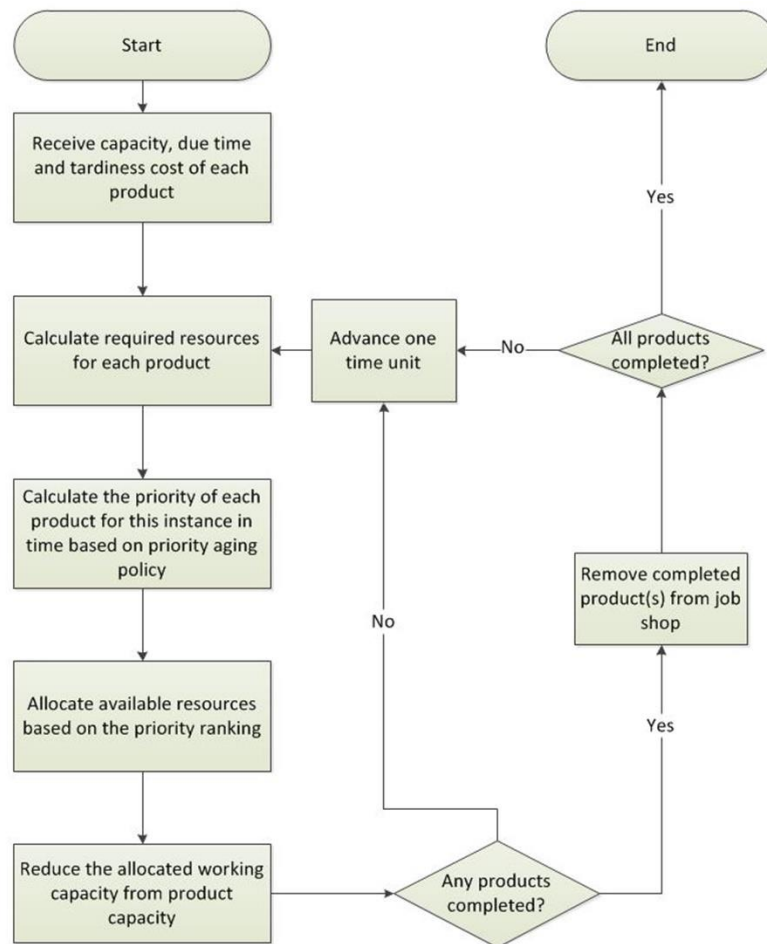 Start
Receive capacity, due time
and tardiness cost of each
product
Calculate required resources
for each product
Calculate the priority of each
product for this instance in
time based on priority aging
policy
Allocate available resources
based on the priority ranking
Reduce the allocated working
capacity from product
capacity
Any products
completed?
No
Advance one
time unit
Yes
Remove completed
product(s) from job
shop
All products
completed?
No
Yes
End